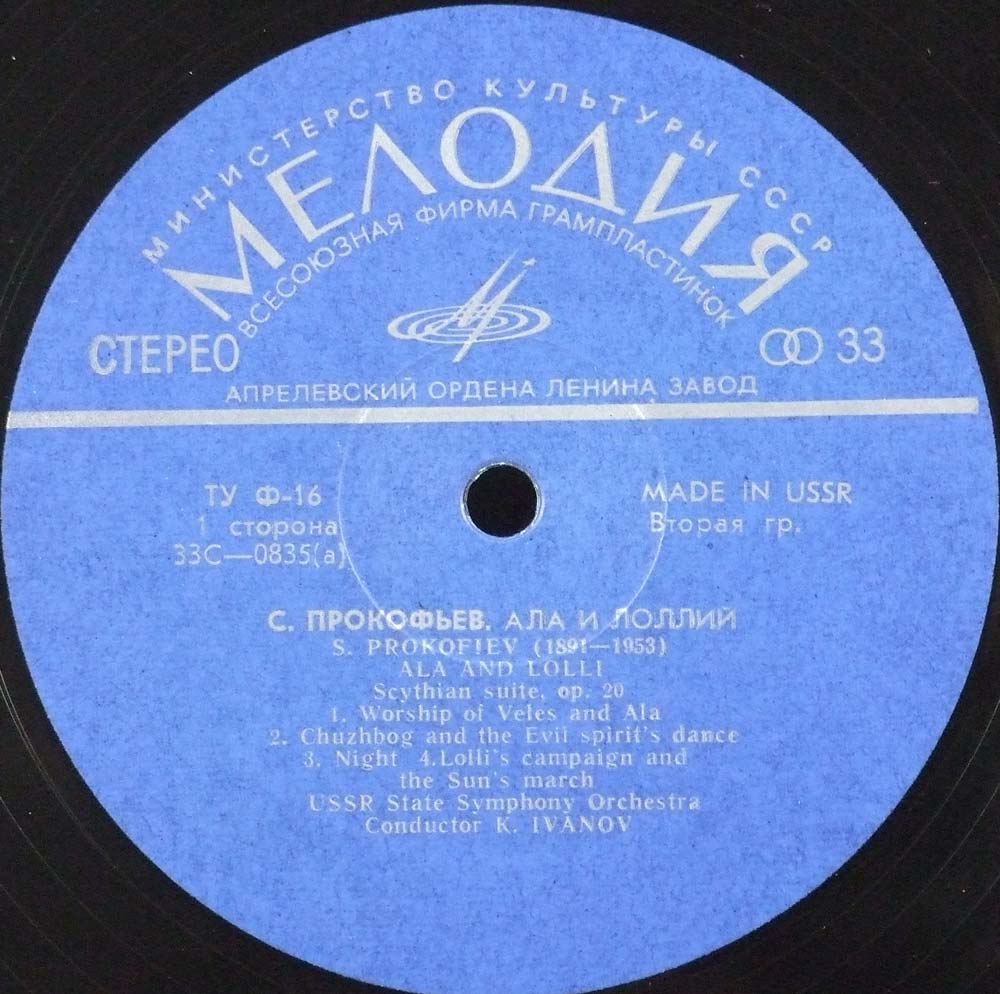 МИНИСТЕРСТВО КУЛЬТУРЫ СССР
МЕЛОДИЯ
ВСЕСОЮЗНАЯ ФИРМА ГРАМПЛАСТИНОК
СТЕРЕО
33
АПРЕЛЕВСКИЙ ОРДЕНА ЛЕНИНА ЗАВОД
ТУ Ф-16
1 сторона
33С—0835(а)
MADE IN USSR
Вторая гр.
С. ПРОКОФЬЕВ. АЛА И ЛОЛЛИЙ
S. PROKOFIEV (1891—1953)
ALA AND LOLLI
Scythian suite, op. 20
1. Worship of Veles and Ala
2. Chuzhbog and the Evil spirit's dance
3. Night 4.Lolli's campaign and
the Sun's march
USSR State Symphony Orchestra
Conductor K. IVANOV